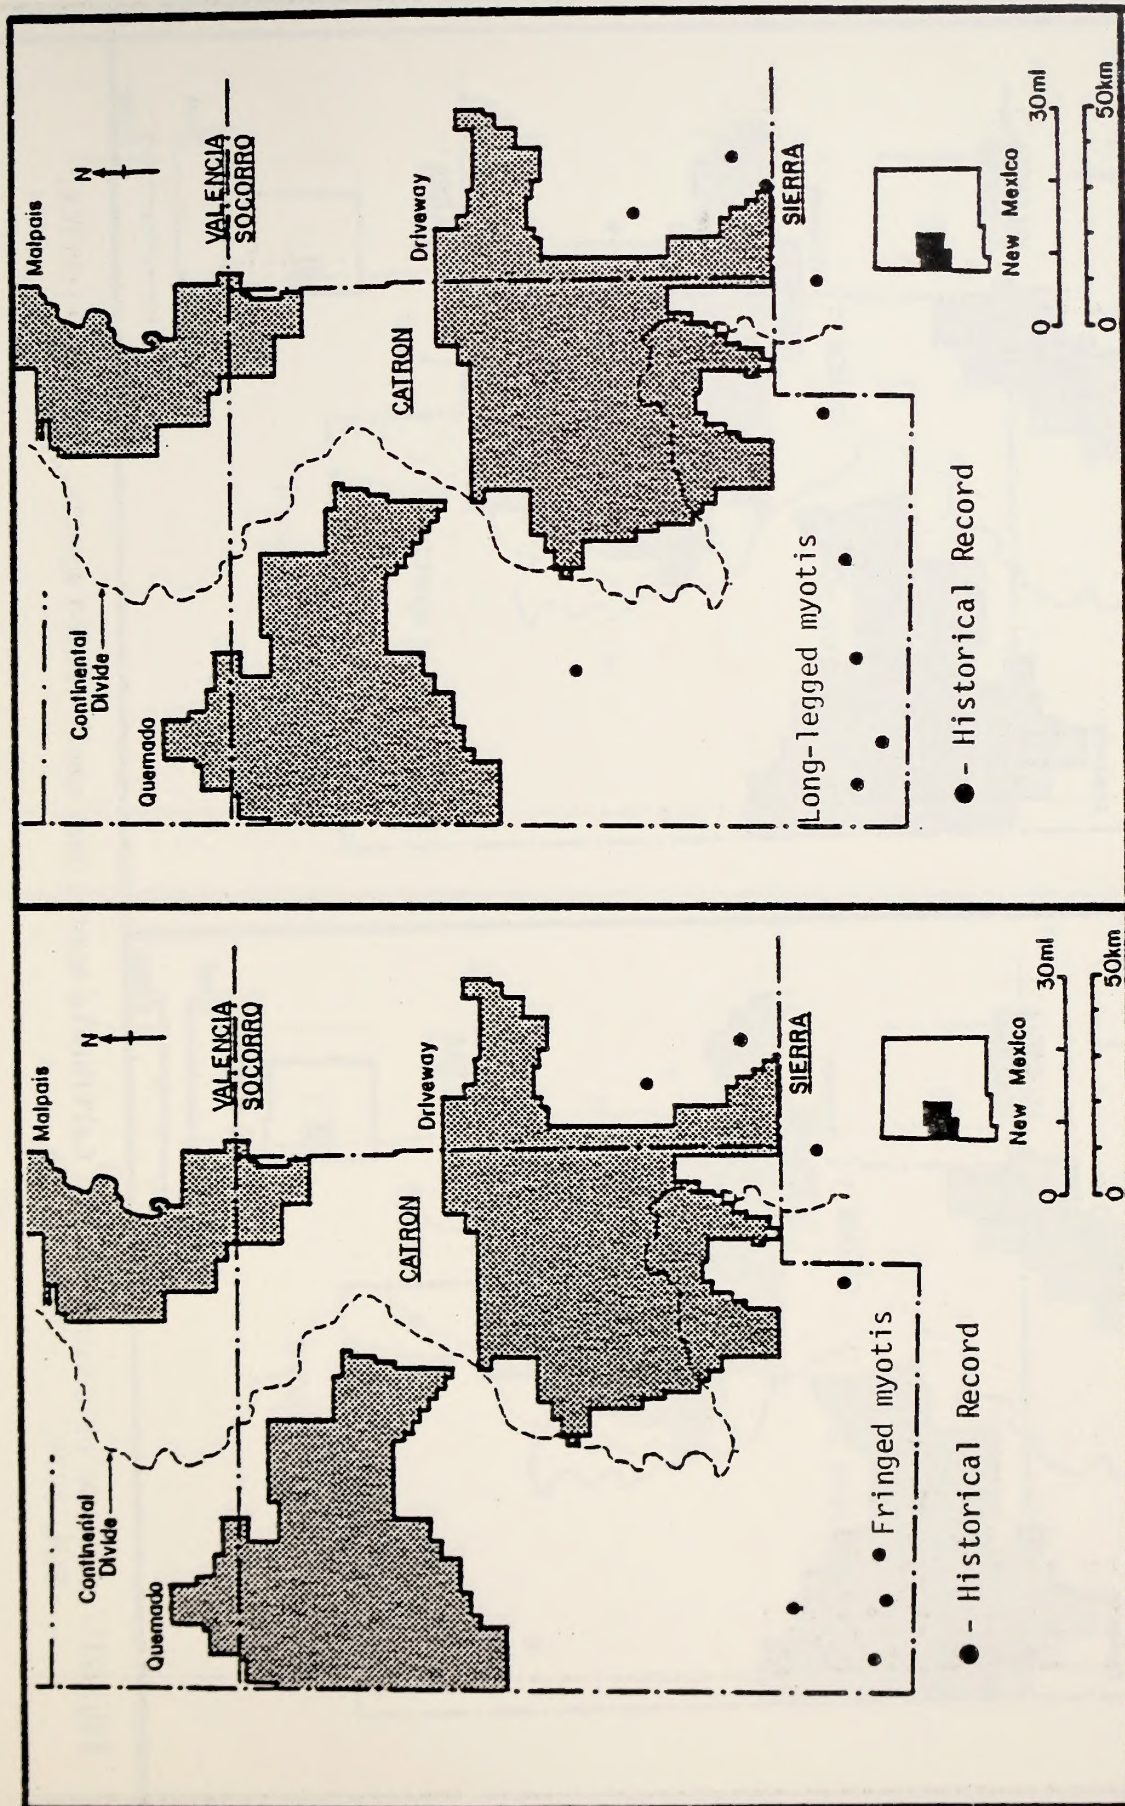 Malpais
N
Continental
Divide
Quemado
VALENCIA
SOCORRO
CATRON
Driveway
Fringed myotis
SIERRA
- Historical Record
New Mexico
0 30mi
0 50km
Malpais
N
Continental
Divide
Quemado
VALENCIA
SOCORRO
CATRON
Driveway
Long-legged myotis
SIERRA
- Historical Record
New Mexico
0 30mi
0 50km